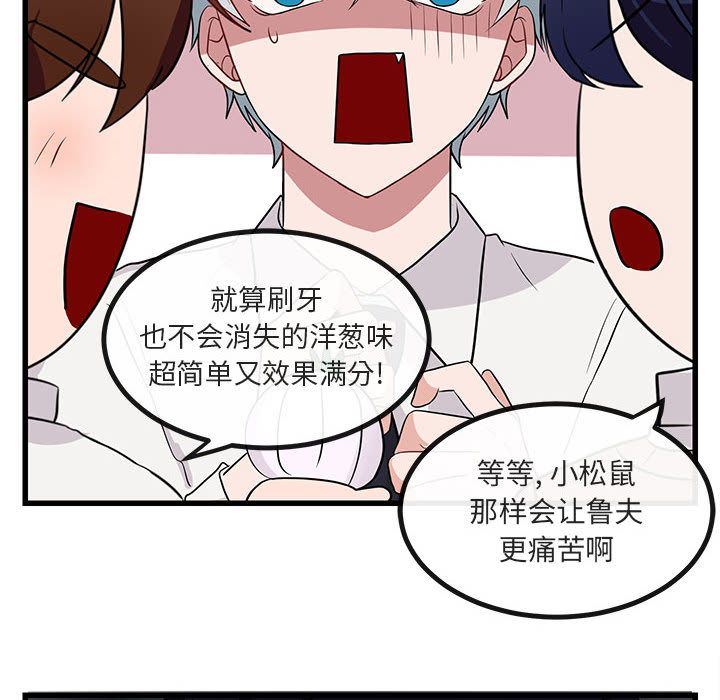 就算刷牙
也不会消失的洋葱味
超简单又效果满分!
等等, 小松鼠
那样会让鲁夫
更痛苦啊